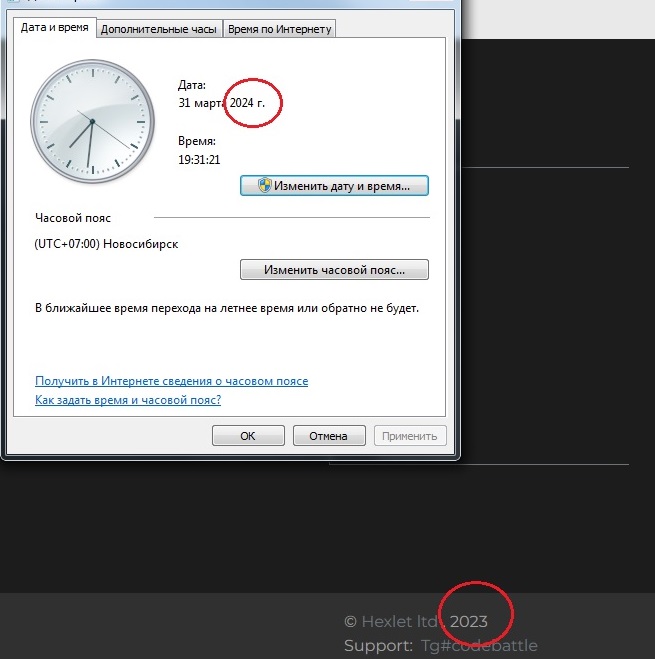 Дата и время
Дополнительные часы
Время по Интернету
Дата:
31 марта 2024 г.
Время:
19:31:21
Изменить дату и время...
Часовой пояс
(UTC+07:00) Новосибирск
Изменить часовой пояс...
В ближайшее время перехода на летнее время или обратно не будет.
Получить в Интернете сведения о часовом поясе
Как задать время и часовой пояс?
ОК
Отмена
Применить
© Hexlet ltd , 2023
Support: Tg#codebattle